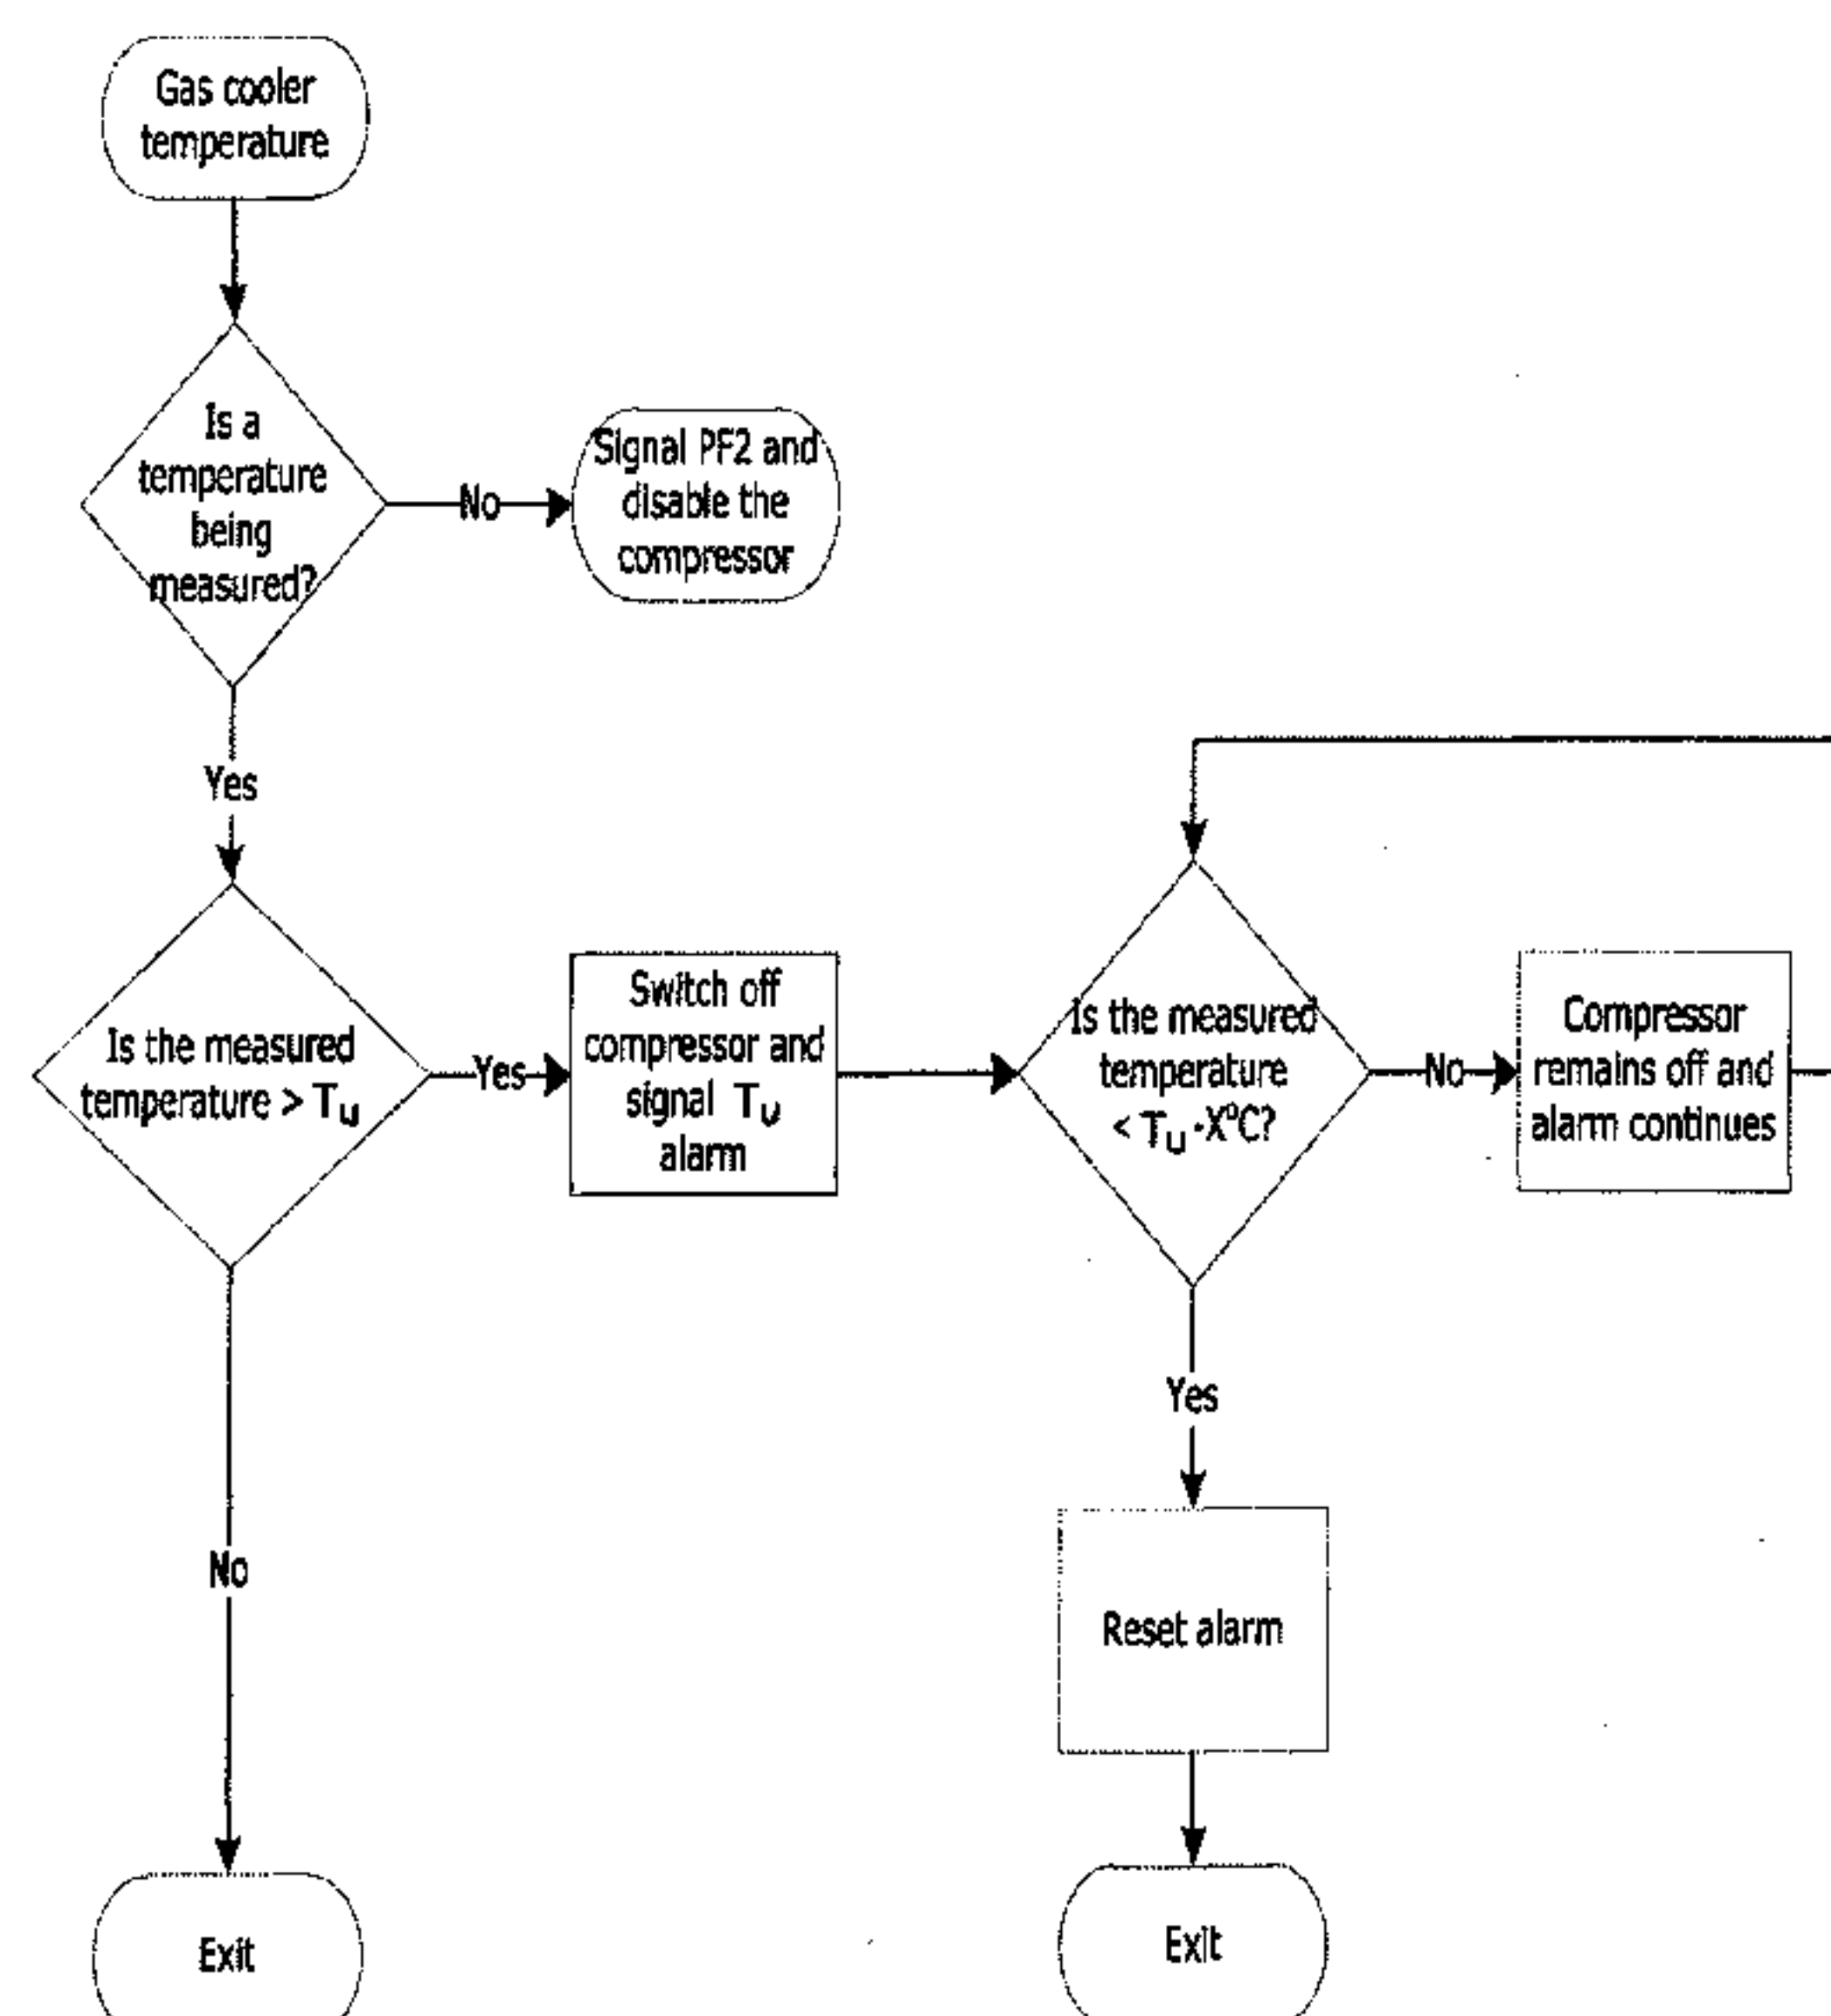 Gas cooler
temperature
Is a
temperature
being
measured?
No
Signal PF2 and
disable the
compressor
Yes
Is the measured
temperature > Tu
Yes
Switch off
compressor and
signal Tu
alarm
Is the measured
temperature
< Tu -X°C?
No
Compressor
remains off and
alarm continues
Yes
No
Reset alarm
Exit
Exit